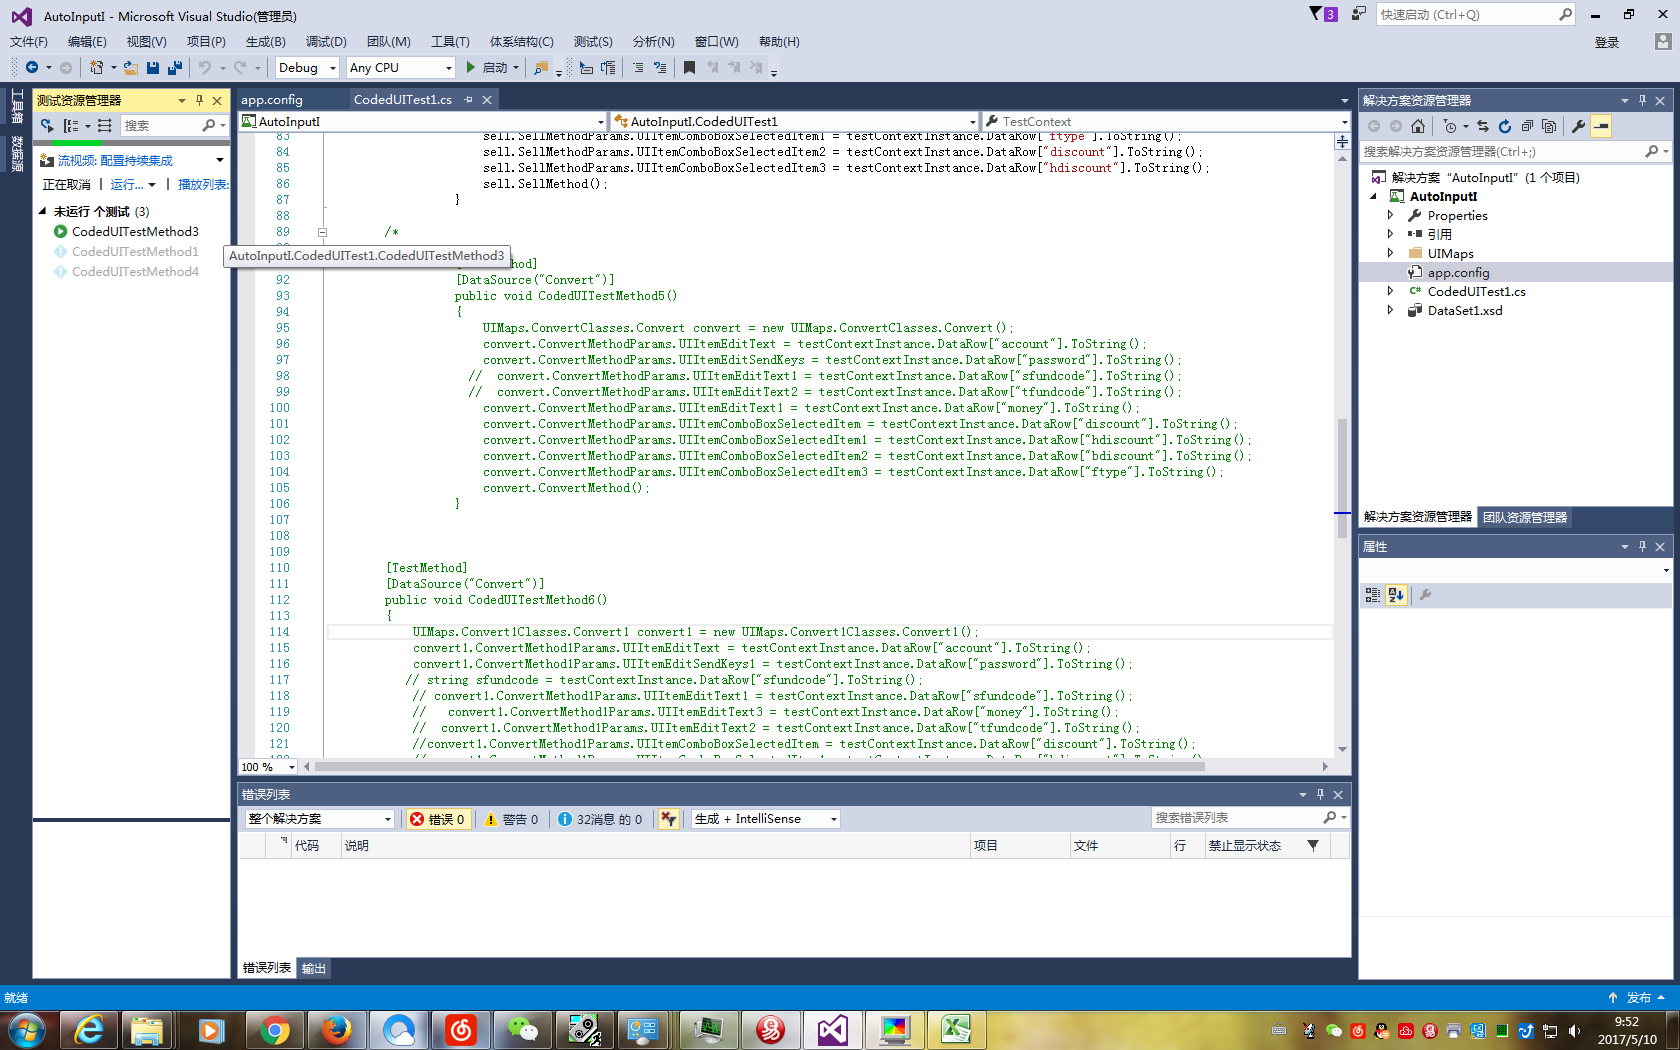 AutoInputI - Microsoft Visual Studio(管理员)
3
快速启动 (Ctrl+Q)
文件(F) 编辑(E) 视图(V) 项目(P) 生成(B) 调试(D) 团队(M) 工具(T) 体系结构(C) 测试(S) 分析(N) 窗口(W) 帮助(H)
登录
Debug
Any CPU
启动
工具箱
数据源
测试资源管理器
搜索
流视频: 配置持续集成
正在取消 | 运行... | 播放列表:
未运行 个测试 (3)
CodedUITestMethod3
CodedUITestMethod1
CodedUITestMethod4
AutoInputI.CodedUITest1.CodedUITestMethod3
app.config
CodedUITest1.cs
AutoInputI
AutoInputI.CodedUITest1
TestContext
83 sell.SellMethodParams.UIItemComboBoxSelectedItem1 = testContextInstance.DataRow["ftype"].ToString();
84 sell.SellMethodParams.UIItemComboBoxSelectedItem2 = testContextInstance.DataRow["discount"].ToString();
85 sell.SellMethodParams.UIItemComboBoxSelectedItem3 = testContextInstance.DataRow["hdiscount"].ToString();
86 sell.SellMethod();
87 }
88
89 /*
hod]
92 [DataSource("Convert")]
93 public void CodedUITestMethod5()
94 {
95 UIMaps.ConvertClasses.Convert convert = new UIMaps.ConvertClasses.Convert();
96 convert.ConvertMethodParams.UIItemEditText = testContextInstance.DataRow["account"].ToString();
97 convert.ConvertMethodParams.UIItemEditSendKeys = testContextInstance.DataRow["password"].ToString();
98 // convert.ConvertMethodParams.UIItemEditText1 = testContextInstance.DataRow["sfundcode"].ToString();
99 // convert.ConvertMethodParams.UIItemEditText2 = testContextInstance.DataRow["tfundcode"].ToString();
100 convert.ConvertMethodParams.UIItemEditText1 = testContextInstance.DataRow["money"].ToString();
101 convert.ConvertMethodParams.UIItemComboBoxSelectedItem = testContextInstance.DataRow["discount"].ToString();
102 convert.ConvertMethodParams.UIItemComboBoxSelectedItem1 = testContextInstance.DataRow["hdiscount"].ToString();
103 convert.ConvertMethodParams.UIItemComboBoxSelectedItem2 = testContextInstance.DataRow["bdiscount"].ToString();
104 convert.ConvertMethodParams.UIItemComboBoxSelectedItem3 = testContextInstance.DataRow["ftype"].ToString();
105 convert.ConvertMethod();
106 }
107
108
109
110 [TestMethod]
111 [DataSource("Convert")]
112 public void CodedUITestMethod6()
113 {
114 UIMaps.Convert1Classes.Convert1 convert1 = new UIMaps.Convert1Classes.Convert1();
115 convert1.ConvertMethod1Params.UIItemEditText = testContextInstance.DataRow["account"].ToString();
116 convert1.ConvertMethod1Params.UIItemEditSendKeys1 = testContextInstance.DataRow["password"].ToString();
117 // string sfundcode = testContextInstance.DataRow["sfundcode"].ToString();
118 // convert1.ConvertMethod1Params.UIItemEditText1 = testContextInstance.DataRow["sfundcode"].ToString();
119 // convert1.ConvertMethod1Params.UIItemEditText3 = testContextInstance.DataRow["money"].ToString();
120 // convert1.ConvertMethod1Params.UIItemEditText2 = testContextInstance.DataRow["tfundcode"].ToString();
121 //convert1.ConvertMethod1Params.UIItemComboBoxSelectedItem = testContextInstance.DataRow["discount"].ToString();
100 %
错误列表
整个解决方案
错误 0
警告 0
32消息 的 0
生成 + IntelliSense
搜索错误列表
代码 说明 项目 文件 行 禁止显示状态
错误列表 输出
解决方案资源管理器
搜索解决方案资源管理器(Ctrl+;)
解决方案 “AutoInputI” (1 个项目)
AutoInputI
Properties
引用
UIMaps
app.config
CodedUITest1.cs
DataSet1.xsd
解决方案资源管理器 团队资源管理器
属性
就绪
发布
9:52
2017/5/10